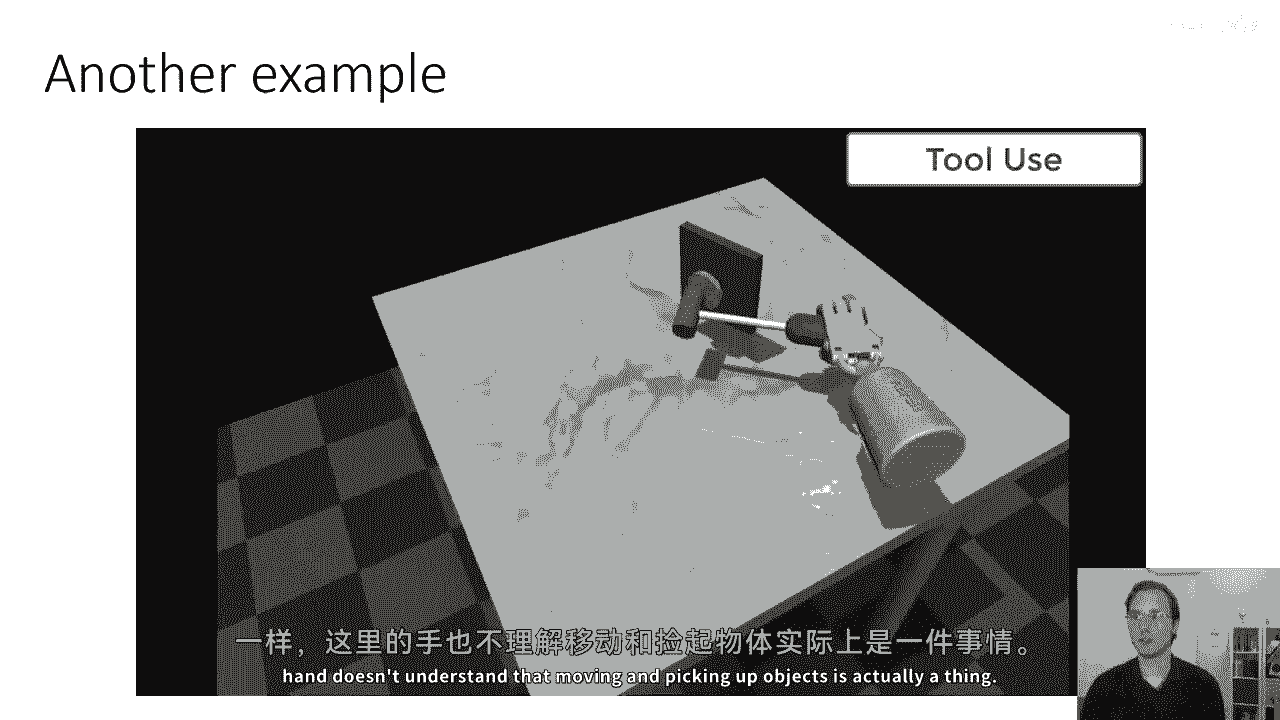 Another example
Tool Use
一样，这里的手也不理解移动和捡起物体实际上是一件事情。
hand doesn't understand that moving and picking up objects is actually a thing.